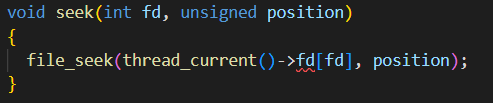 void seek(int fd, unsigned position)
{
  file_seek(thread_current()->fd[fd], position);
}